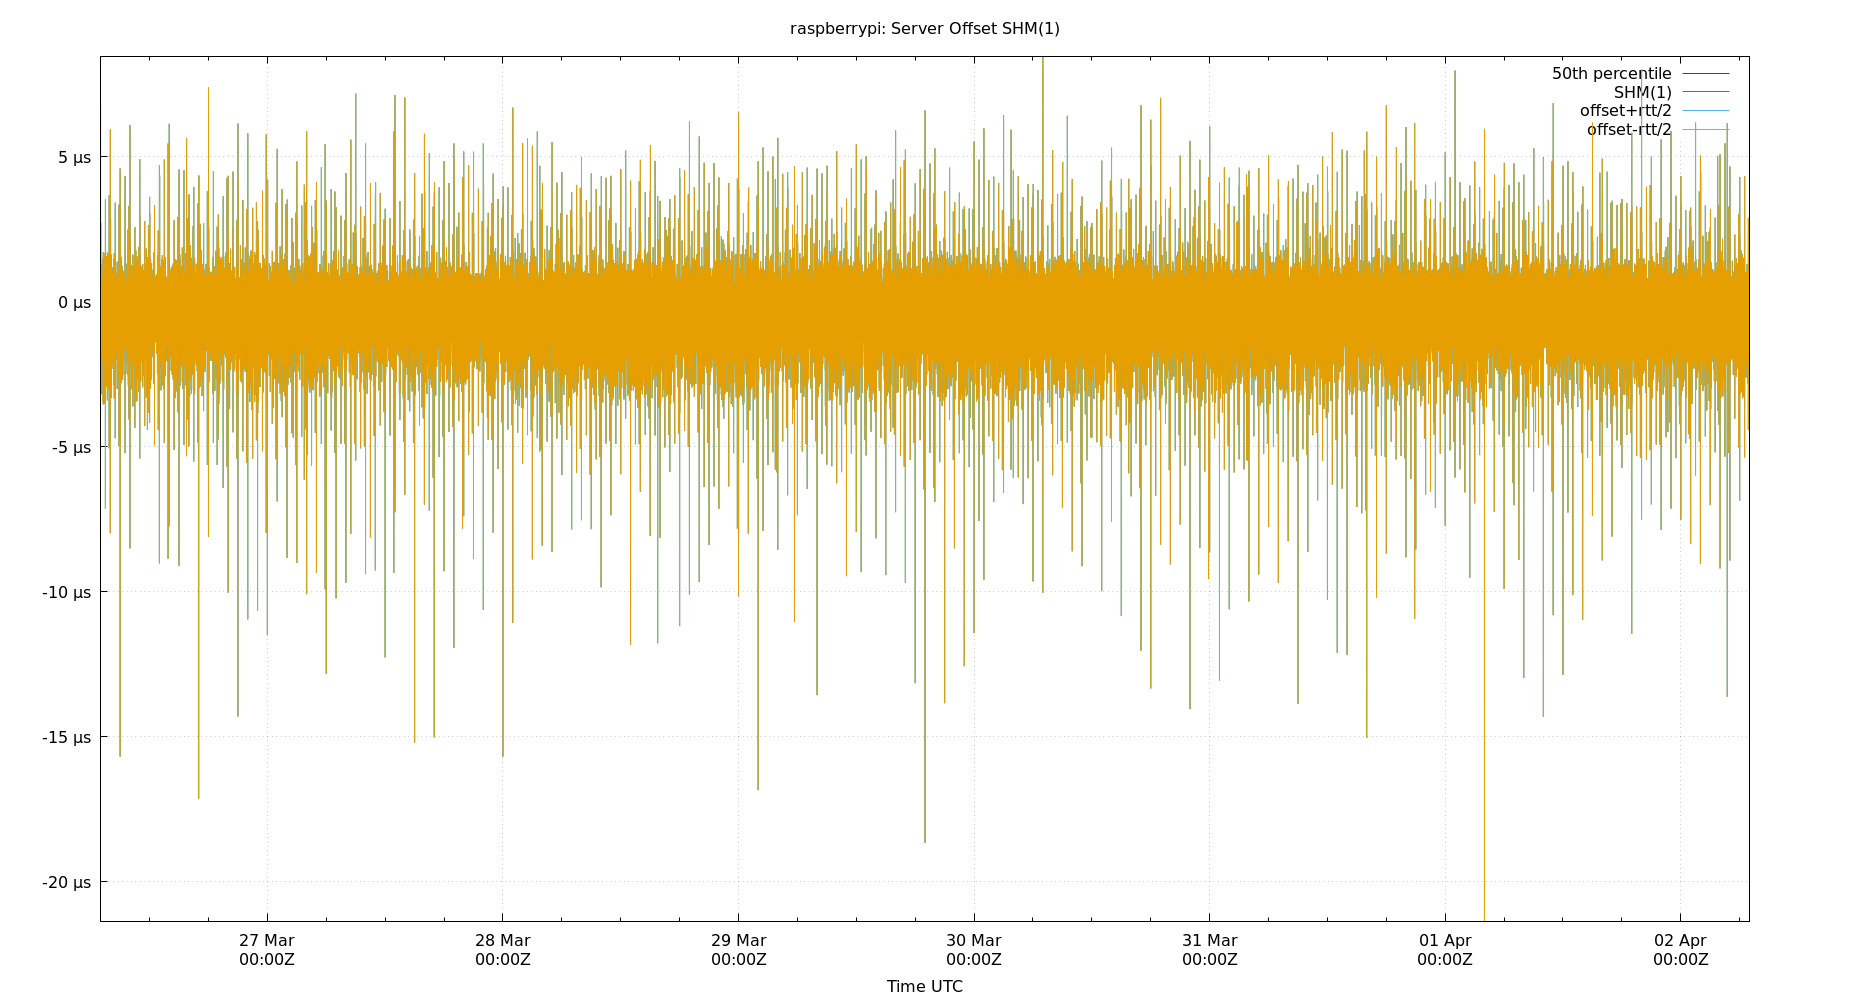 raspberrypi: Server Offset SHM(1)
50th percentile
SHM(1)
offset+rtt/2
offset-rtt/2
5 µs
0 µs
-5 µs
-10 µs
-15 µs
-20 µs
27 Mar 28 Mar 29 Mar 30 Mar 31 Mar 01 Apr 02 Apr
00:00Z 00:00Z 00:00Z 00:00Z 00:00Z 00:00Z 00:00Z
Time UTC